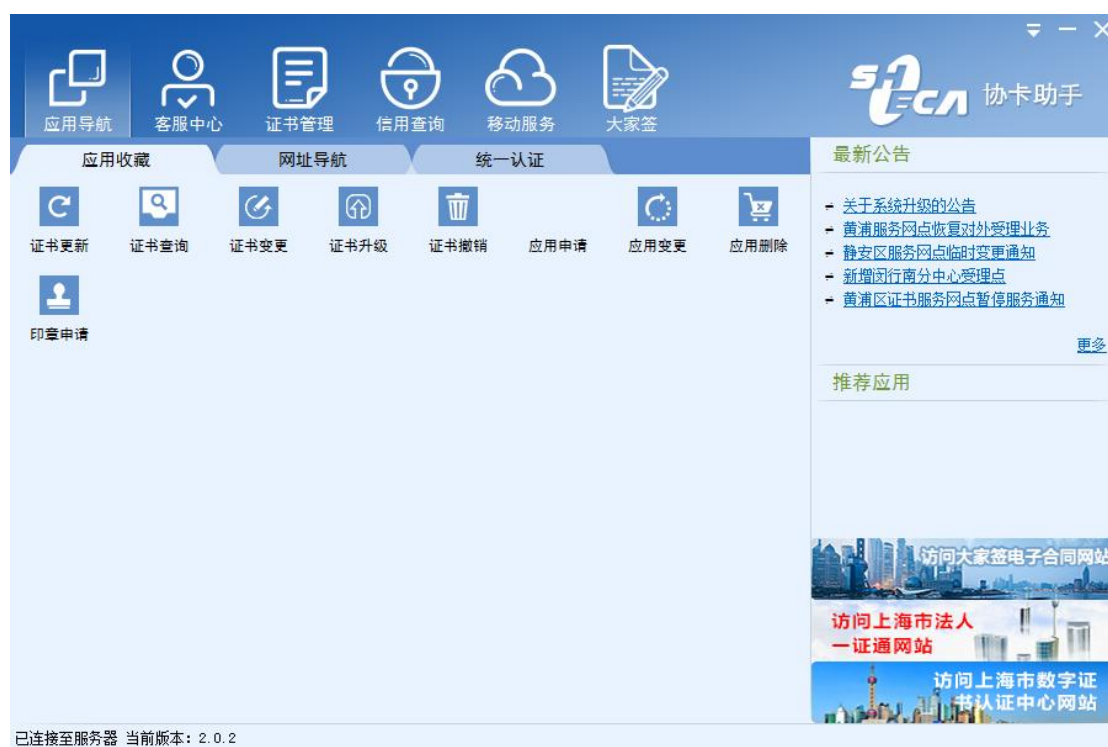 应用导航
客服中心
证书管理
信用查询
移动服务
大家签
协卡助手
应用收藏
网址导航
统一认证
证书更新
证书查询
证书变更
证书升级
证书撤销
应用申请
应用变更
应用删除
印章申请
最新公告
关于系统升级的公告
黄浦服务网点恢复对外受理业务
静安区服务网点临时变更通知
新增闵行南分中心受理点
黄浦区证书服务网点暂停服务通知
更多
推荐应用
访问大家签电子合同网站
访问上海市法人
一证通网站
访问上海市数字证
书认证中心网站
已连接至服务器 当前版本: 2.0.2